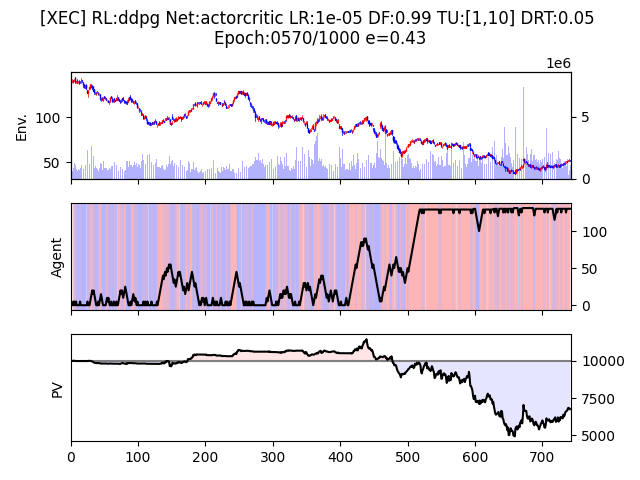 [XEC] RL:ddpg Net:actorcritic LR:1e-05 DF:0.99 TU:[1,10] DRT:0.05
Epoch:0570/1000 e=0.43
1e6
Env.
100
50
5
0
Agent
100
50
0
PV
10000
7500
5000
0 100 200 300 400 500 600 700